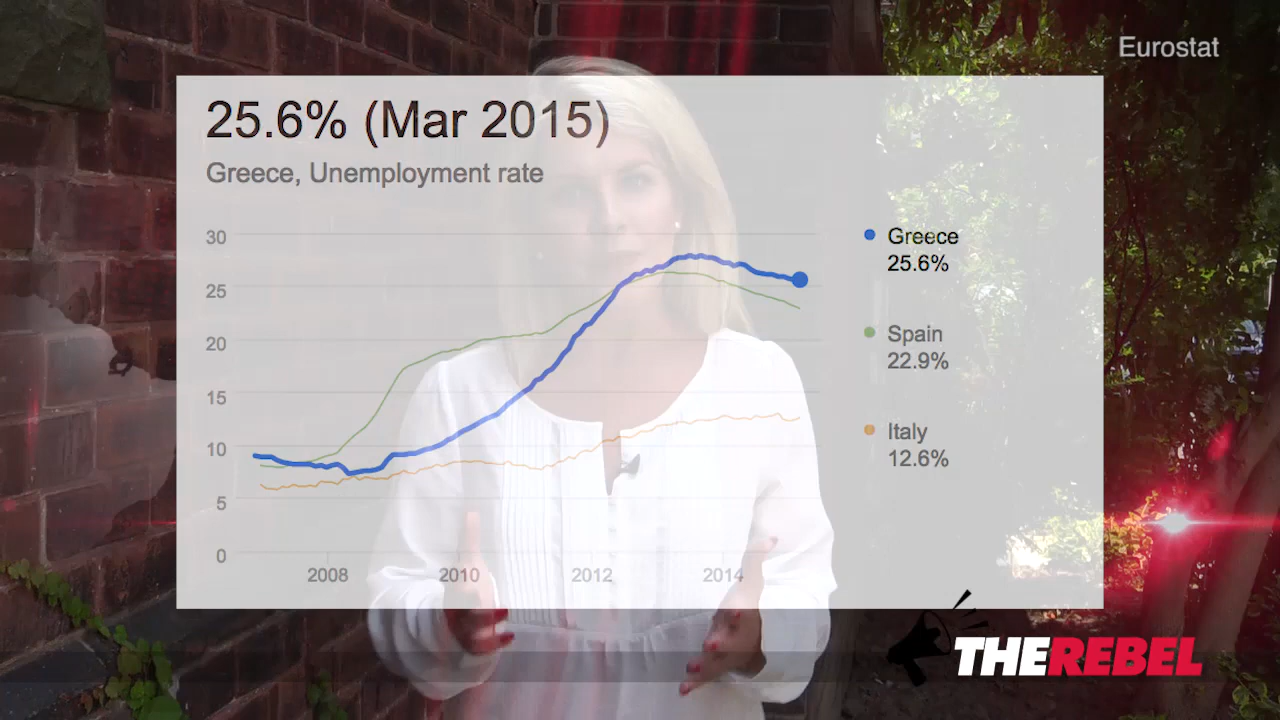 Eurostat
25.6% (Mar 2015)
Greece, Unemployment rate
30
25
20
15
10
5
0
2008 2010 2012 2014
Greece
25.6%
Spain
22.9%
Italy
12.6%
THEREBEL